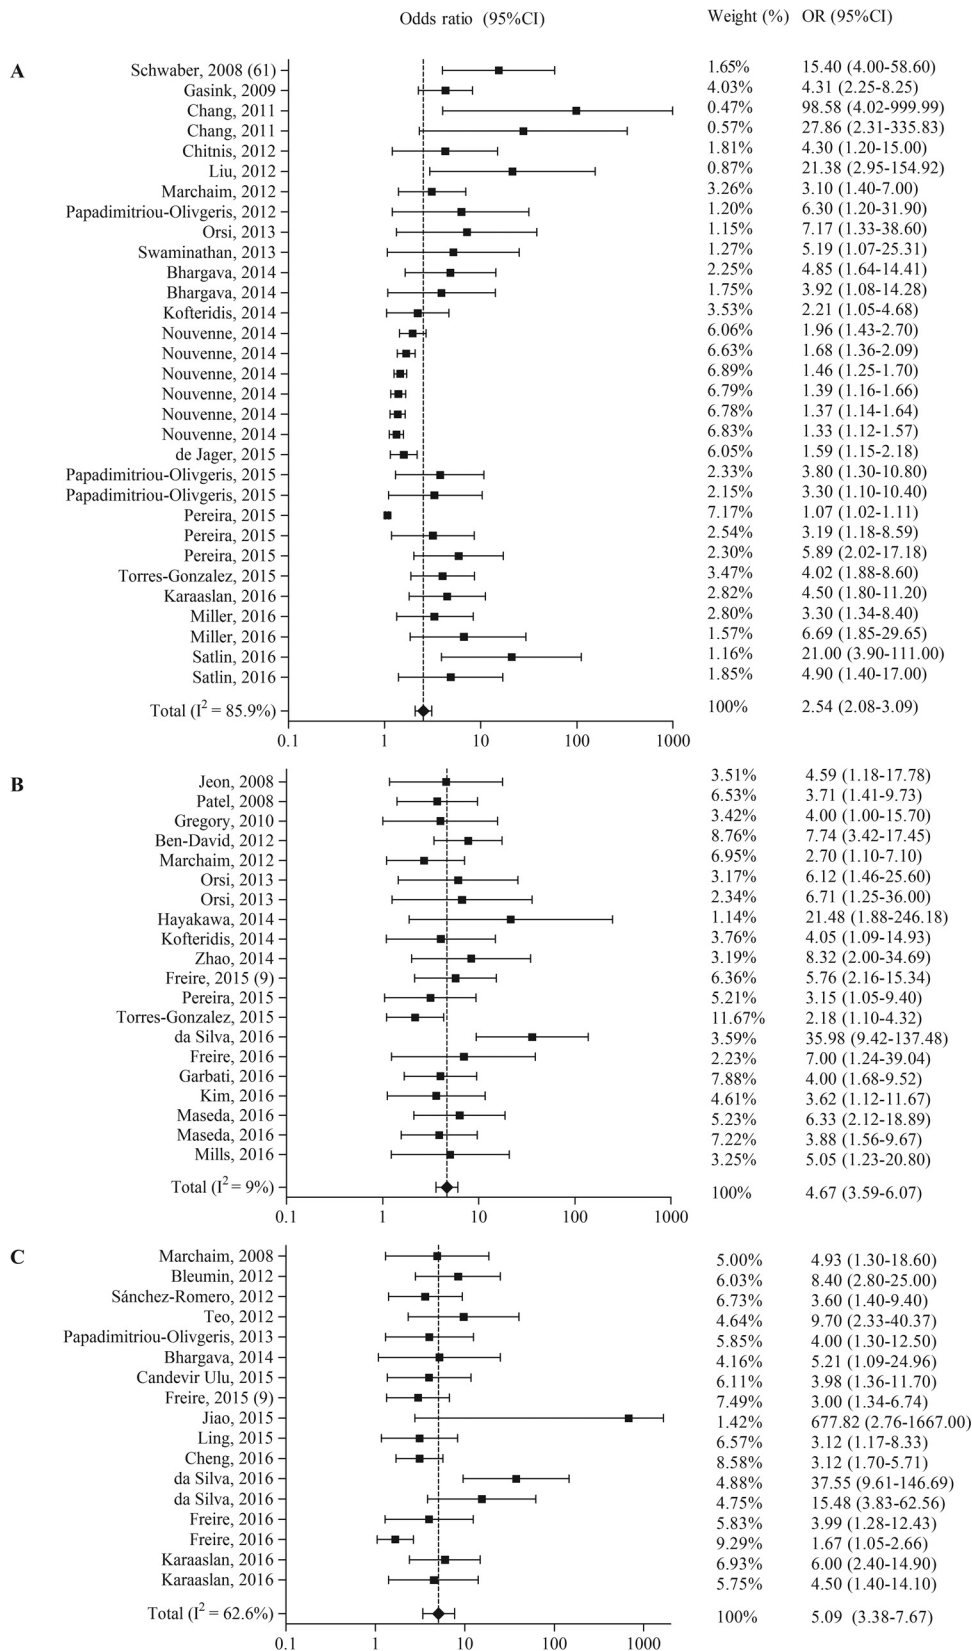 Odds ratio (95%CI) Weight (%) OR (95%CI)
A
Schwaber, 2008 (61) 1.65% 15.40 (4.00-58.60)
Gasink, 2009 4.03% 4.31 (2.25-8.25)
Chang, 2011 0.47% 98.58 (4.02-999.99)
Chang, 2011 0.57% 27.86 (2.31-335.83)
Chitnis, 2012 1.81% 4.30 (1.20-15.00)
Liu, 2012 0.87% 21.38 (2.95-154.92)
Marchaim, 2012 3.26% 3.10 (1.40-7.00)
Papadimitriou-Olivgeris, 2012 1.20% 6.30 (1.20-31.90)
Orsi, 2013 1.15% 7.17 (1.33-38.60)
Swaminathan, 2013 1.27% 5.19 (1.07-25.31)
Bhargava, 2014 2.25% 4.85 (1.64-14.41)
Bhargava, 2014 1.75% 3.92 (1.08-14.28)
Kofteridis, 2014 3.53% 2.21 (1.05-4.68)
Nouvenne, 2014 6.06% 1.96 (1.43-2.70)
Nouvenne, 2014 6.63% 1.68 (1.36-2.09)
Nouvenne, 2014 6.89% 1.46 (1.25-1.70)
Nouvenne, 2014 6.79% 1.39 (1.16-1.66)
Nouvenne, 2014 6.78% 1.37 (1.14-1.64)
Nouvenne, 2014 6.83% 1.33 (1.12-1.57)
de Jager, 2015 6.05% 1.59 (1.15-2.18)
Papadimitriou-Olivgeris, 2015 2.33% 3.80 (1.30-10.80)
Papadimitriou-Olivgeris, 2015 2.15% 3.30 (1.10-10.40)
Pereira, 2015 7.17% 1.07 (1.02-1.11)
Pereira, 2015 2.54% 3.19 (1.18-8.59)
Pereira, 2015 2.30% 5.89 (2.02-17.18)
Torres-Gonzalez, 2015 3.47% 4.02 (1.88-8.60)
Karaaslan, 2016 2.82% 4.50 (1.80-11.20)
Miller, 2016 2.80% 3.30 (1.34-8.40)
Miller, 2016 1.57% 6.69 (1.85-29.65)
Satlin, 2016 1.16% 21.00 (3.90-111.00)
Satlin, 2016 1.85% 4.90 (1.40-17.00)
Total (I² = 85.9%) 100% 2.54 (2.08-3.09)
0.1 1 10 100 1000
B
Jeon, 2008 3.51% 4.59 (1.18-17.78)
Patel, 2008 6.53% 3.71 (1.41-9.73)
Gregory, 2010 3.42% 4.00 (1.00-15.70)
Ben-David, 2012 8.76% 7.74 (3.42-17.45)
Marchaim, 2012 6.95% 2.70 (1.10-7.10)
Orsi, 2013 3.17% 6.12 (1.46-25.60)
Orsi, 2013 2.34% 6.71 (1.25-36.00)
Hayakawa, 2014 1.14% 21.48 (1.88-246.18)
Kofteridis, 2014 3.76% 4.05 (1.09-14.93)
Zhao, 2014 3.19% 8.32 (2.00-34.69)
Freire, 2015 (9) 6.36% 5.76 (2.16-15.34)
Pereira, 2015 5.21% 3.15 (1.05-9.40)
Torres-Gonzalez, 2015 11.67% 2.18 (1.10-4.32)
da Silva, 2016 3.59% 35.98 (9.42-137.48)
Freire, 2016 2.23% 7.00 (1.24-39.04)
Garbati, 2016 7.88% 4.00 (1.68-9.52)
Kim, 2016 4.61% 3.62 (1.12-11.67)
Maseda, 2016 5.23% 6.33 (2.12-18.89)
Maseda, 2016 7.22% 3.88 (1.56-9.67)
Mills, 2016 3.25% 5.05 (1.23-20.80)
Total (I² = 9%) 100% 4.67 (3.59-6.07)
0.1 1 10 100 1000
C
Marchaim, 2008 5.00% 4.93 (1.30-18.60)
Bleumin, 2012 6.03% 8.40 (2.80-25.00)
Sánchez-Romero, 2012 6.73% 3.60 (1.40-9.40)
Teo, 2012 4.64% 9.70 (2.33-40.37)
Papadimitriou-Olivgeris, 2013 5.85% 4.00 (1.30-12.50)
Bhargava, 2014 4.16% 5.21 (1.09-24.96)
Candevir Ulu, 2015 6.11% 3.98 (1.36-11.70)
Freire, 2015 (9) 7.49% 3.00 (1.34-6.74)
Jiao, 2015 1.42% 677.82 (2.76-1667.00)
Ling, 2015 6.57% 3.12 (1.17-8.33)
Cheng, 2016 8.58% 3.12 (1.70-5.71)
da Silva, 2016 4.88% 37.55 (9.61-146.69)
da Silva, 2016 4.75% 15.48 (3.83-62.56)
Freire, 2016 5.83% 3.99 (1.28-12.43)
Freire, 2016 9.29% 1.67 (1.05-2.66)
Karaaslan, 2016 6.93% 6.00 (2.40-14.90)
Karaaslan, 2016 5.75% 4.50 (1.40-14.10)
Total (I² = 62.6%) 100% 5.09 (3.38-7.67)
0.1 1 10 100 1000